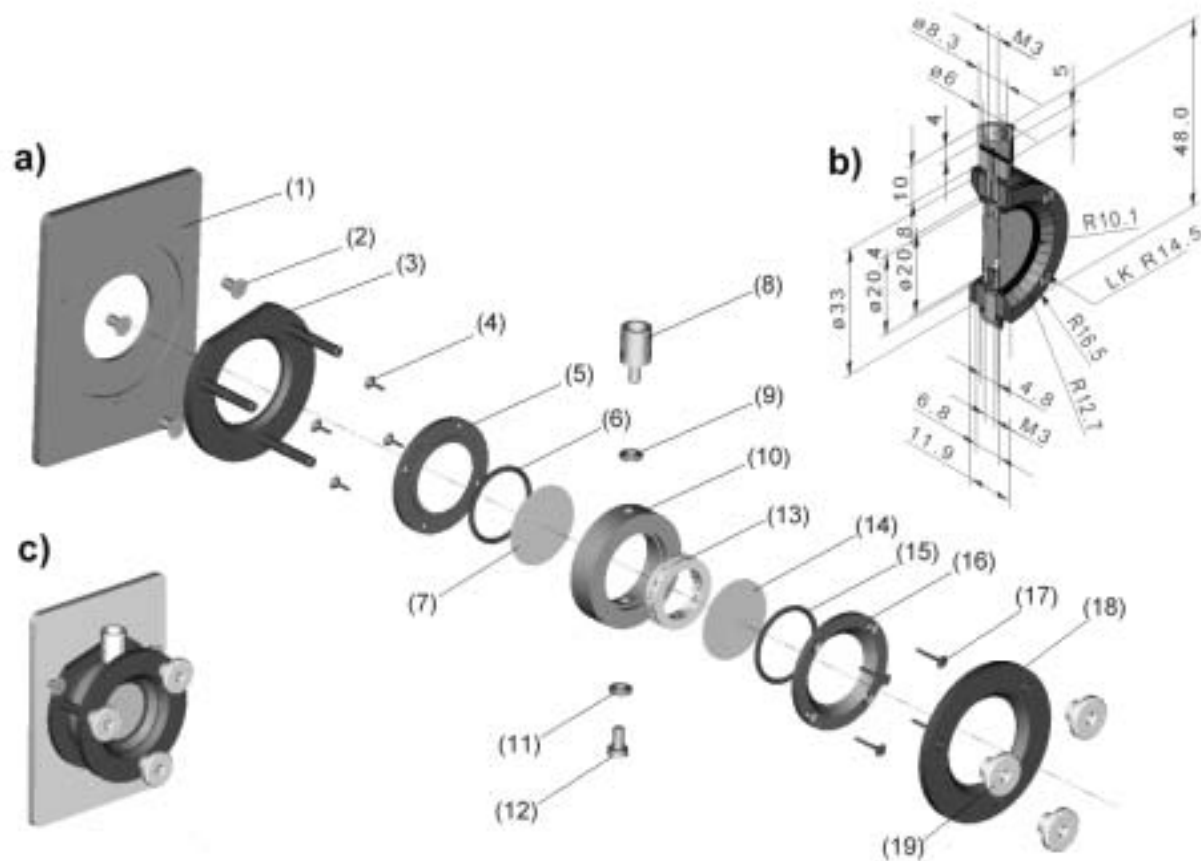 a)
(1)
(2)
(3)
(4)
(5)
(6)
(7)
(8)
(9)
(10)
(11)
(12)
(13)
(14)
(15)
(16)
(17)
(18)
(19)
b)
ø8.3
M3
5
ø6
4
48.0
10
R10.1
ø20.8
LK R14.5
ø20.4
ø33
R16.5
4.8
R12.7
6.8
M3
11.9
c)